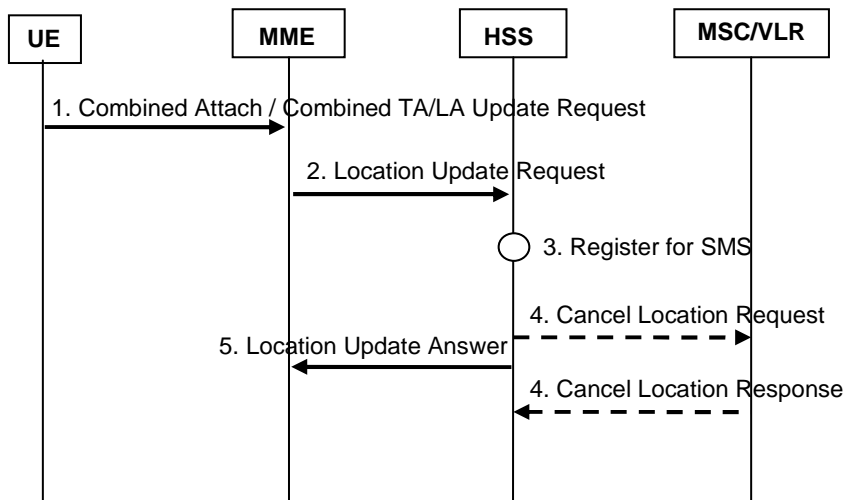 UE
MME
HSS
MSC/VLR
1. Combined Attach / Combined TA/LA Update Request
2. Location Update Request
3. Register for SMS
4. Cancel Location Request
5. Location Update Answer
4. Cancel Location Response